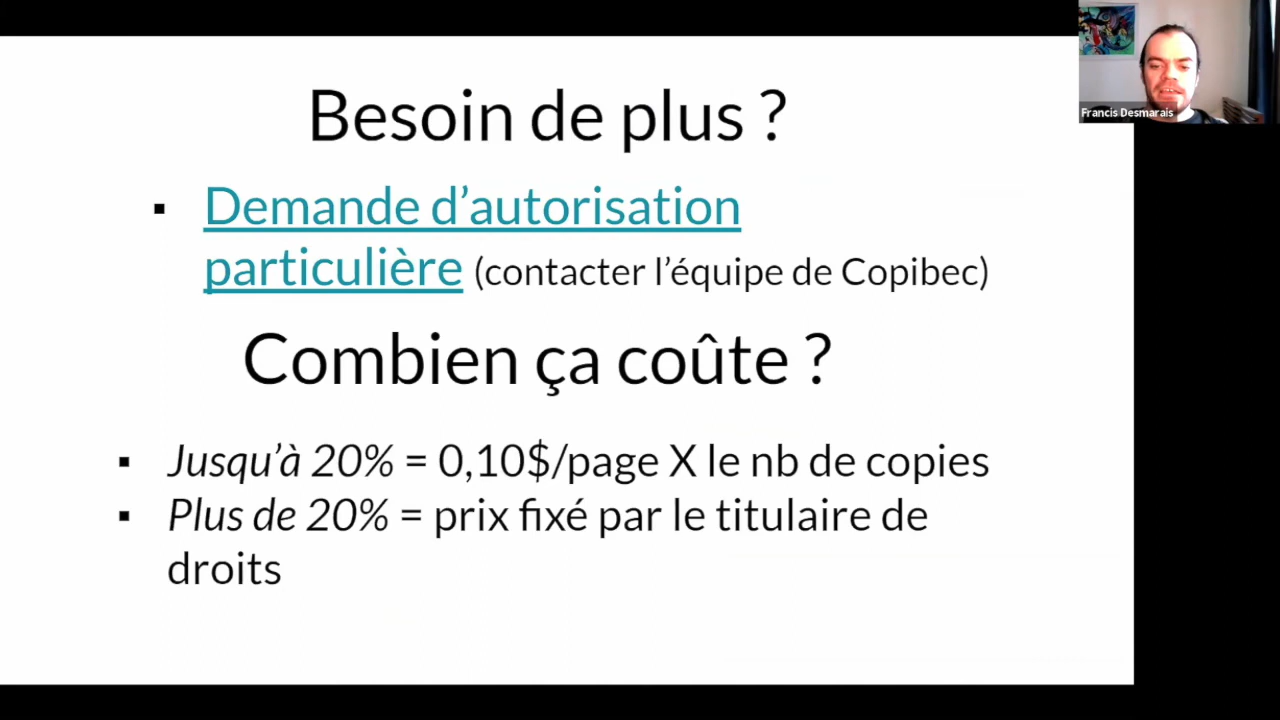 Besoin de plus ?
▪ Demande d’autorisation
particulière (contacter l’équipe de Copibec)
Combien ça coûte ?
▪ Jusqu’à 20% = 0,10$/page X le nb de copies
▪ Plus de 20% = prix fixé par le titulaire de
droits
Francis Desmarais